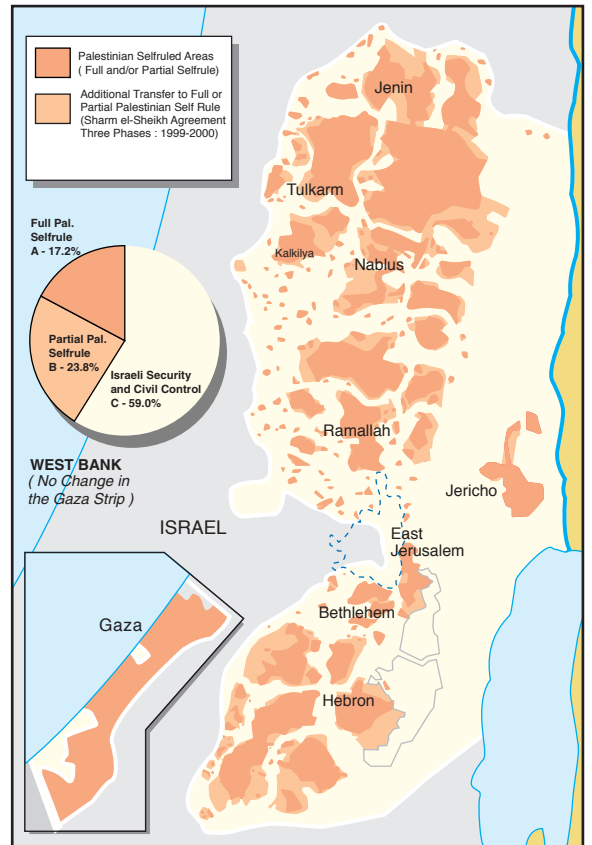 Palestinian Selfruled Areas
( Full and/or Partial Selfrule)
Additional Transfer to Full or
Partial Palestinian Self Rule
(Sharm el-Sheikh Agreement
Three Phases : 1999-2000)
Full Pal.
Selfrule
A - 17.2%
Partial Pal.
Selfrule
B - 23.8%
Israeli Security
and Civil Control
C - 59.0%
WEST BANK
( No Change in
the Gaza Strip )
ISRAEL
Gaza
Jenin
Tulkarm
Kalkilya
Nablus
Ramallah
Jericho
East
Jerusalem
Bethlehem
Hebron